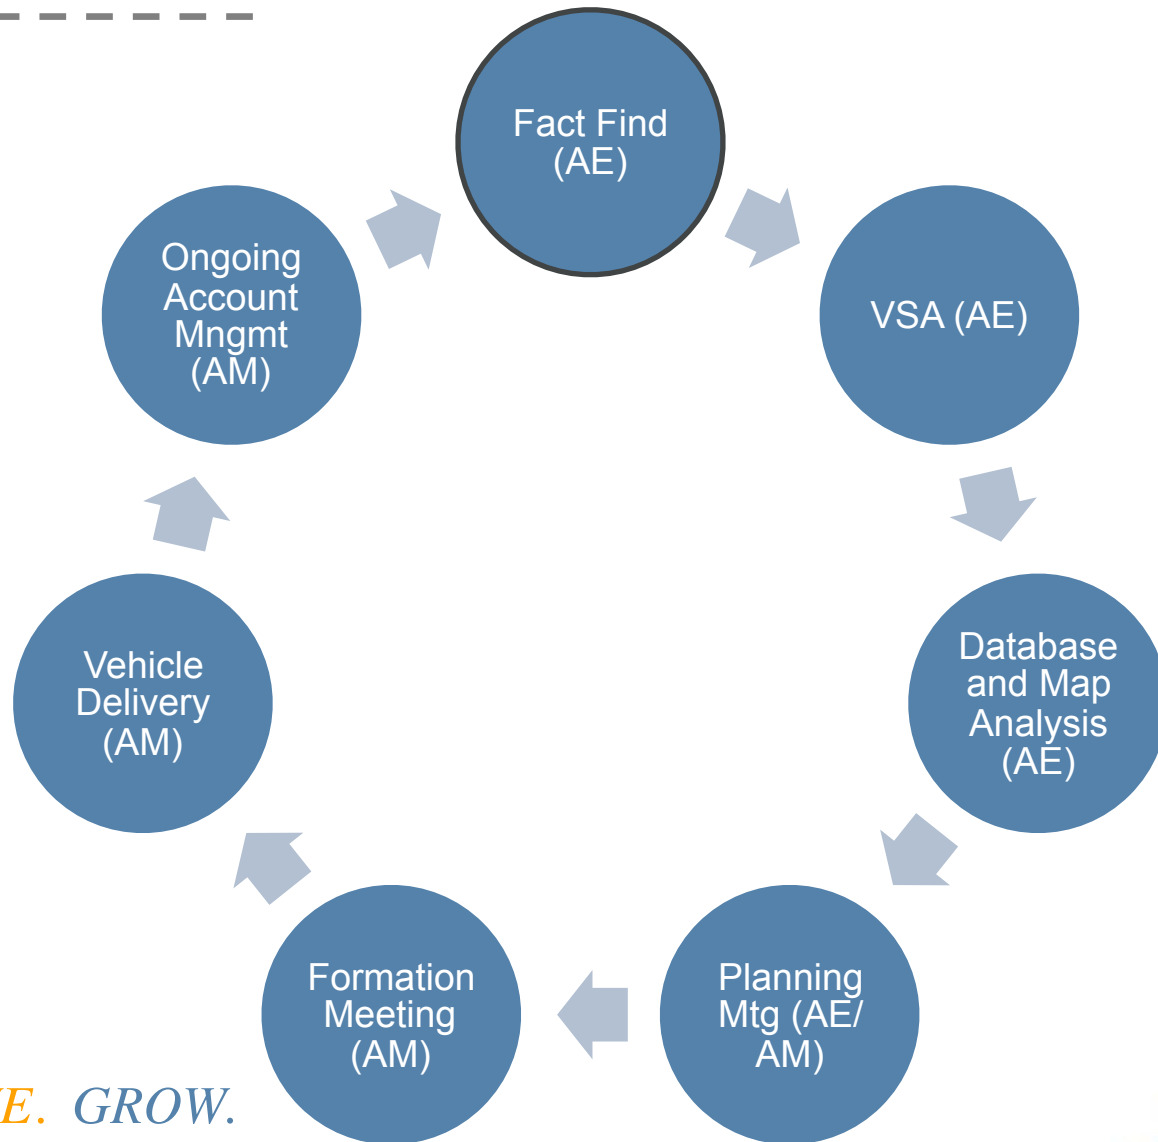 Fact Find
(AE)
VSA (AE)
Database
and Map
Analysis
(AE)
Planning
Mtg (AE/
AM)
Formation
Meeting
(AM)
Vehicle
Delivery
(AM)
Ongoing
Account
Mngmt
(AM)
E. GROW.